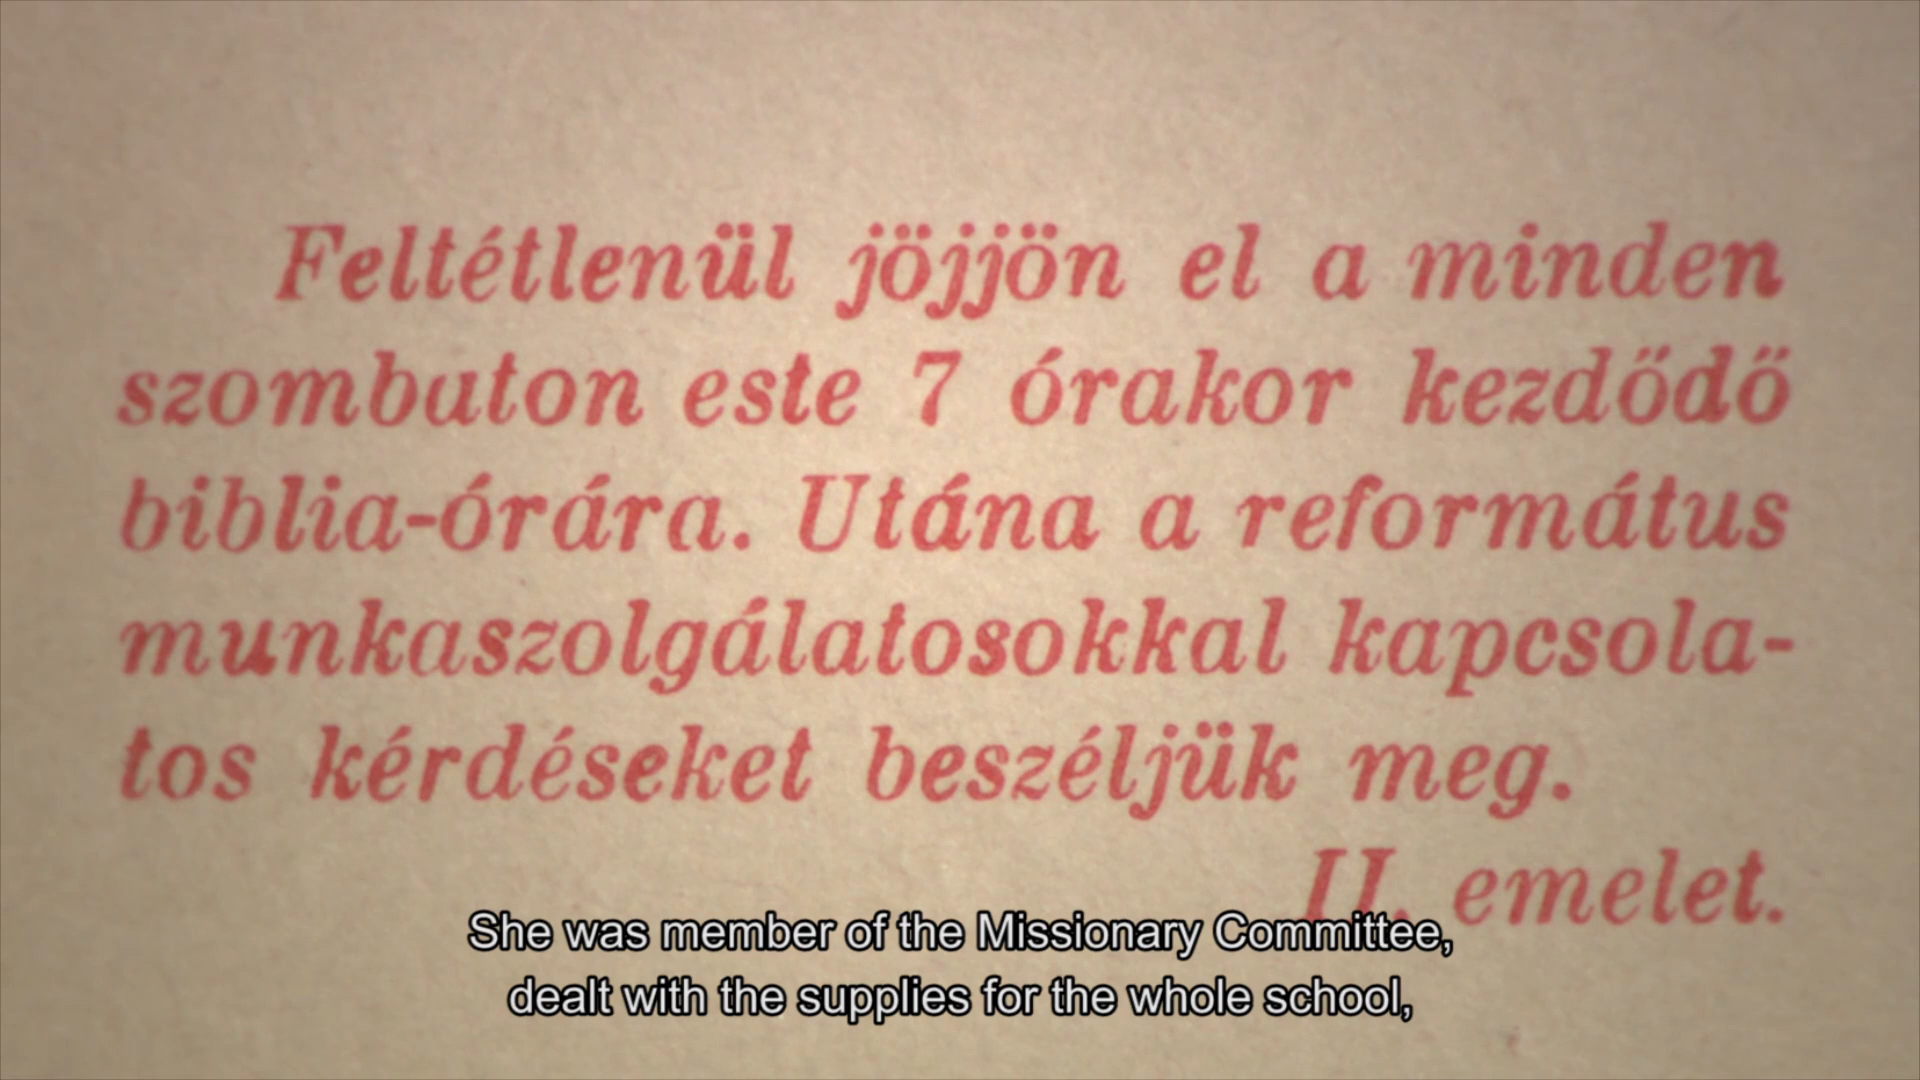 Feltétlenül jöjjön el a minden
szombaton este 7 órakor kezdődő
biblia-órára. Utána a református
munkaszolgálatosokkal kapcsola-
tos kérdéseket beszéljük meg.
II. emelet.
She was member of the Missionary Committee,
dealt with the supplies for the whole school,